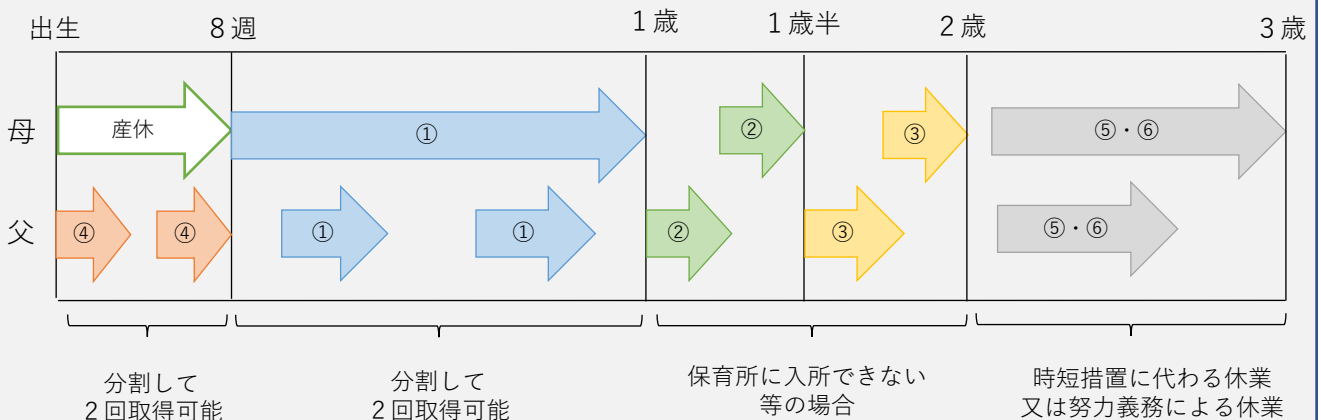 出生 8週 1歳 1歳半 2歳 3歳
母 産休 ① ② ③ ⑤・⑥
父 ④ ④ ① ① ② ③ ⑤・⑥
分割して
2回取得可能
分割して
2回取得可能
保育所に入所できない
等の場合
時短措置に代わる休業
又は努力義務による休業